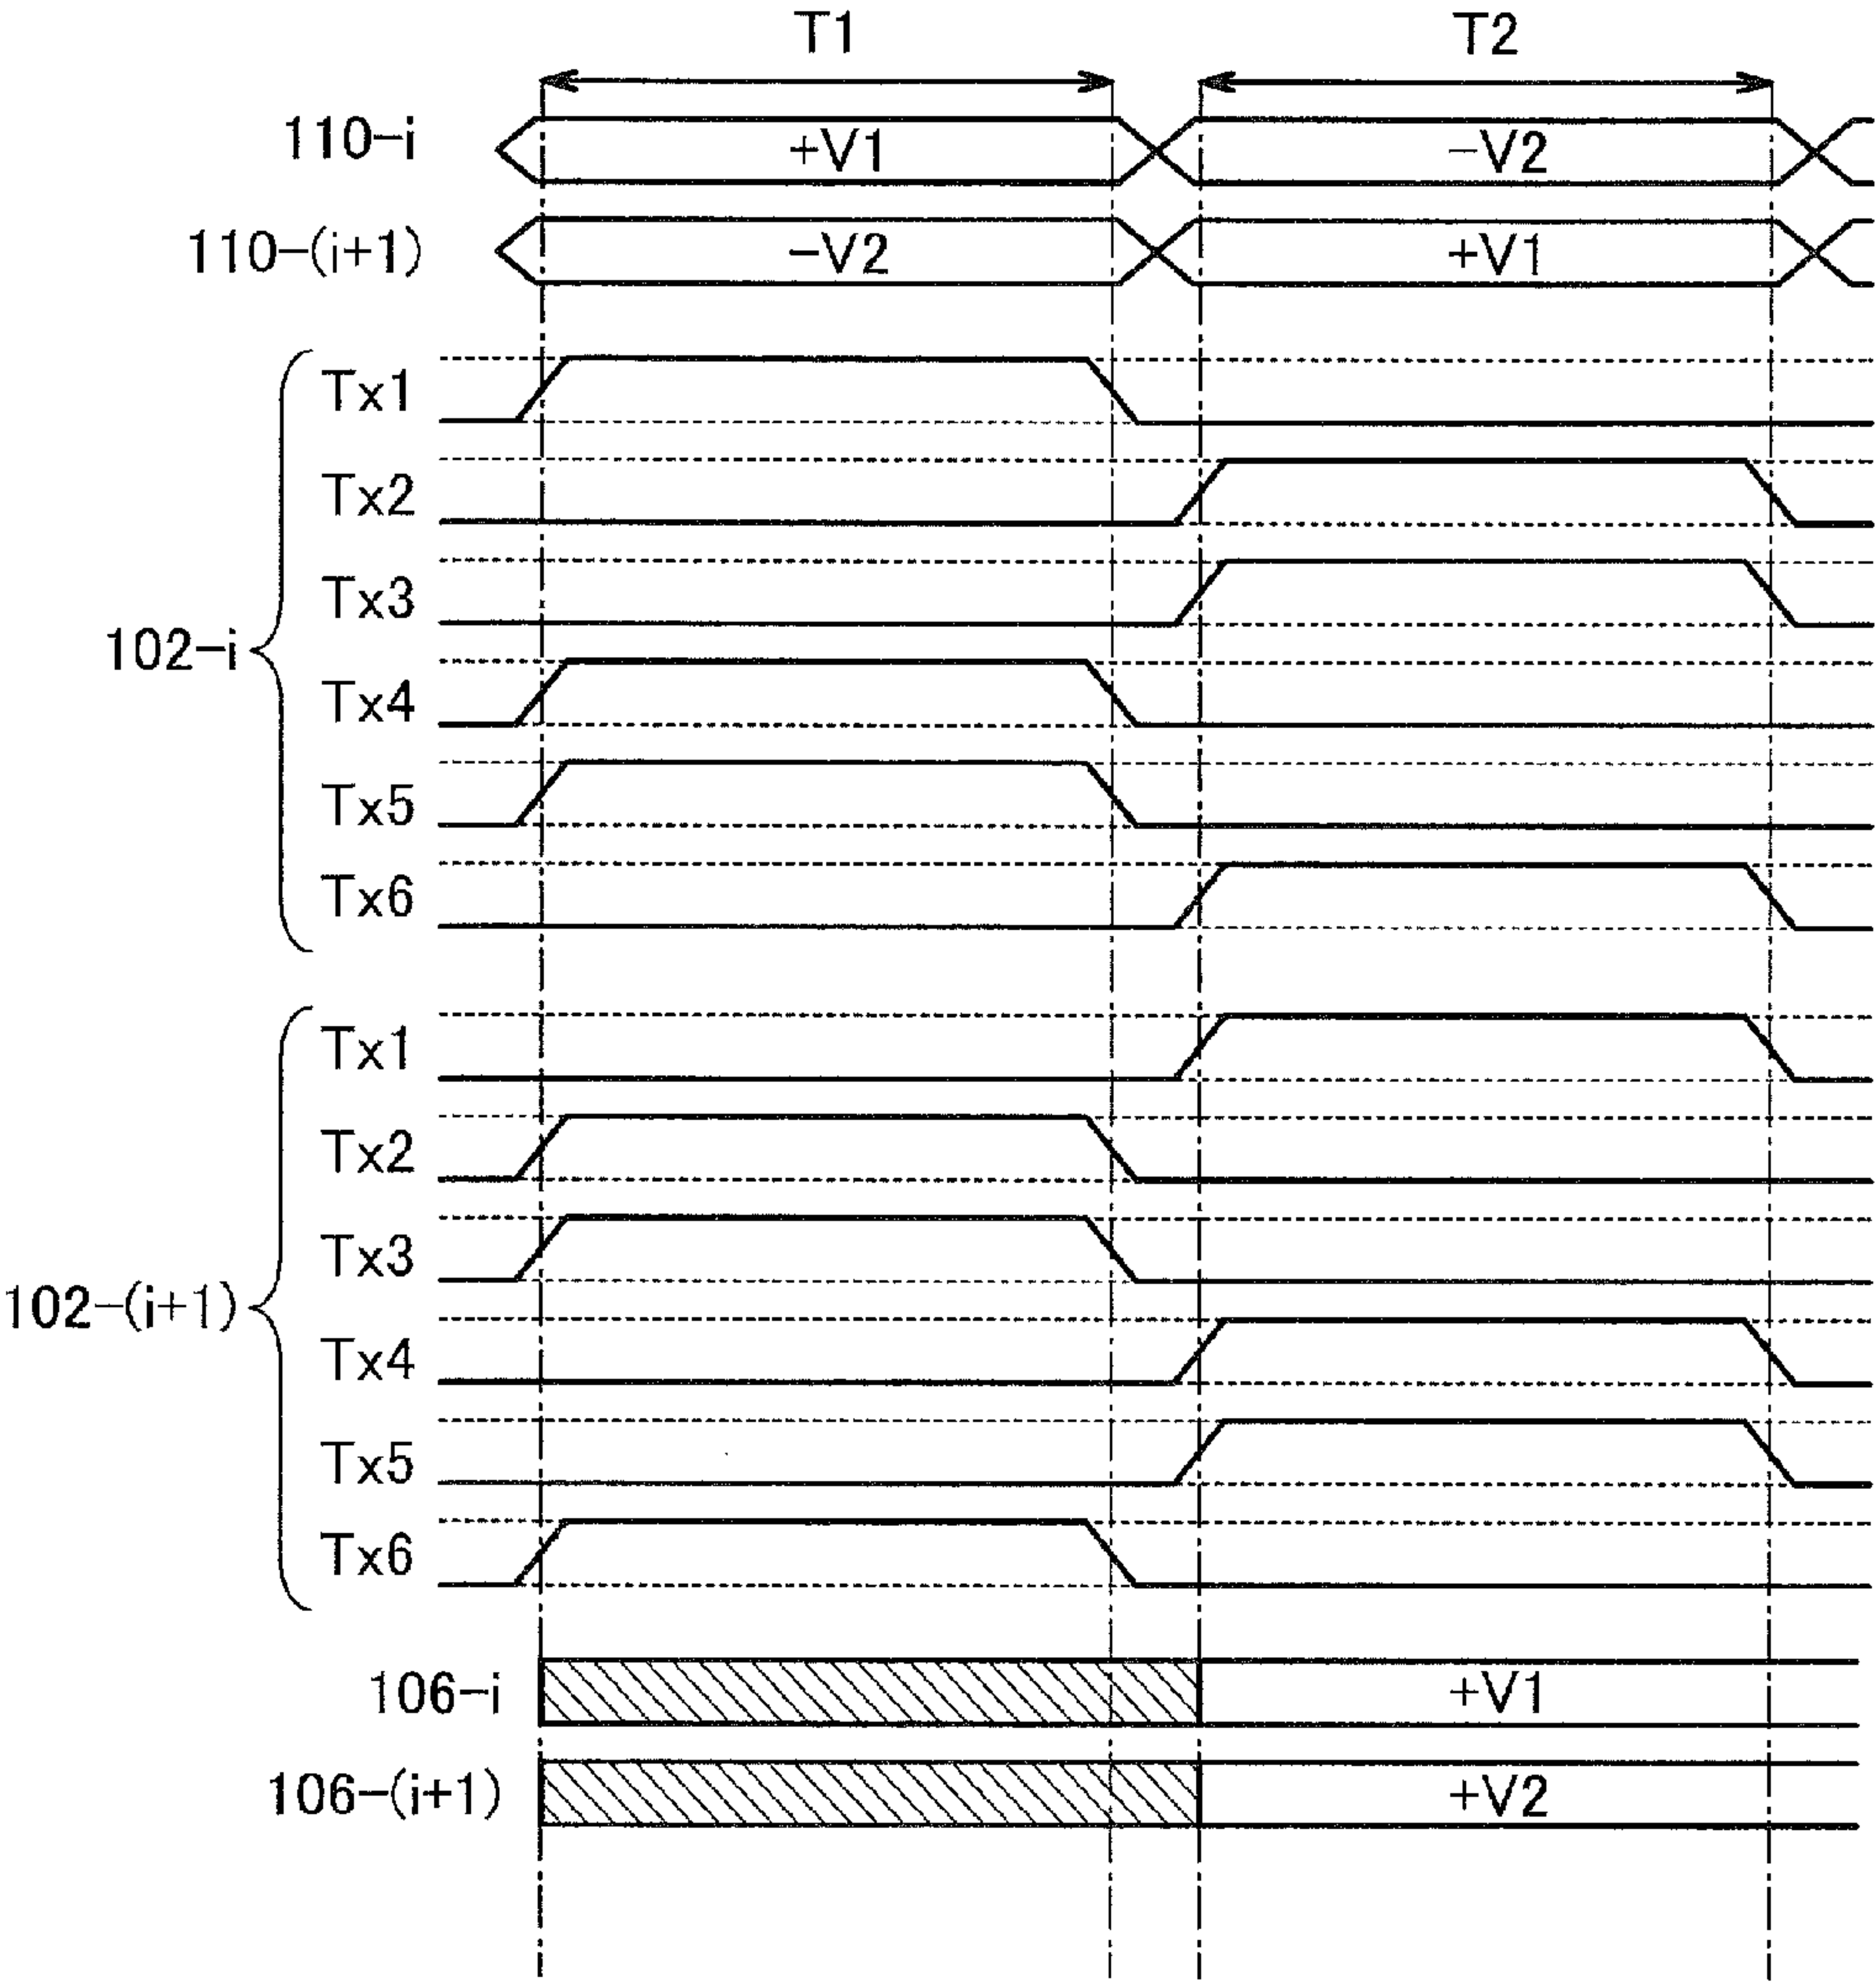 T1 T2
110-i +V1 -V2
110-(i+1) -V2 +V1
102-i
Tx1
Tx2
Tx3
Tx4
Tx5
Tx6
102-(i+1)
Tx1
Tx2
Tx3
Tx4
Tx5
Tx6
106-i +V1
106-(i+1) +V2